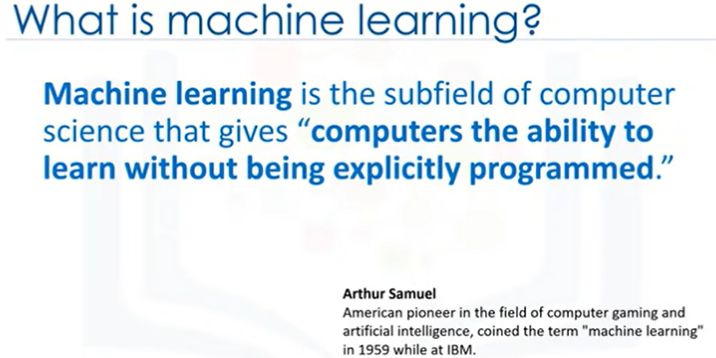 What is machine learning?
Machine learning is the subfield of computer
science that gives “computers the ability to
learn without being explicitly programmed.”
Arthur Samuel
American pioneer in the field of computer gaming and
artificial intelligence, coined the term "machine learning"
in 1959 while at IBM.